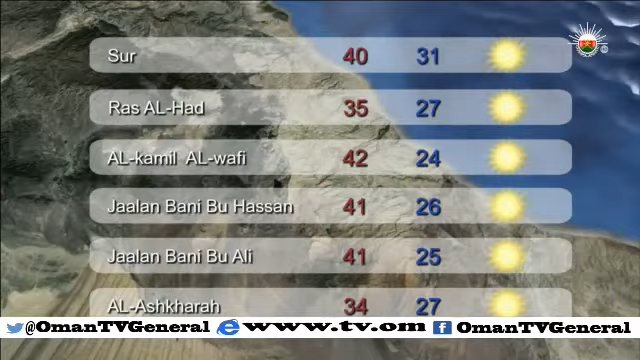 Sur 40 31
Ras AL-Had 35 27
AL-kamil AL-wafi 42 24
Jaalan Bani Bu Hassan 41 26
Jaalan Bani Bu Ali 41 25
AL-Ashkharah 34 27
@OmanTVGeneral www.tv.om OmanTVGeneral